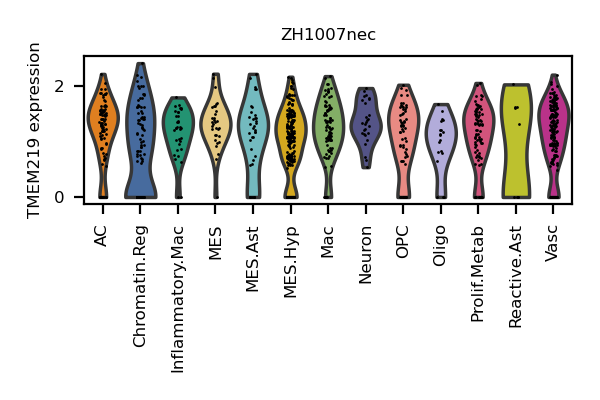 ZH1007nec
TMEM219 expression
2
0
AC
Chromatin.Reg
Inflammatory.Mac
MES
MES.Ast
MES.Hyp
Mac
Neuron
OPC
Oligo
Prolif.Metab
Reactive.Ast
Vasc